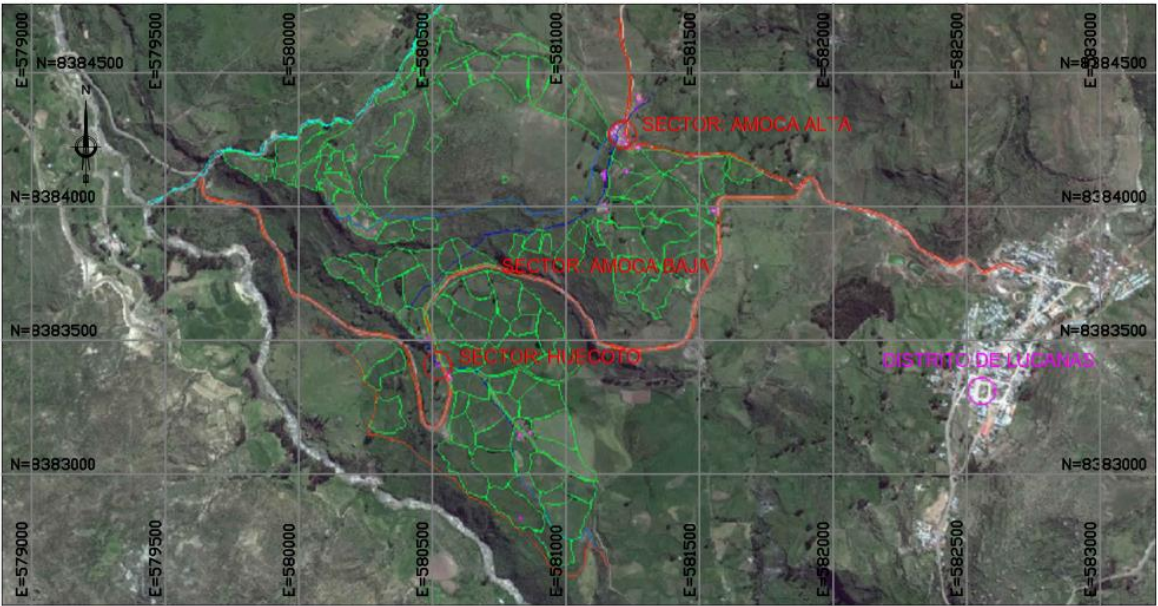 E=579000
E=579500
E=580000
E=580500
E=581000
E=581500
E=582000
E=582500
E=583000
N=8384500
N=8384500
N
SECTOR: AMOCA ALTA
N=8384000
N=8384000
SECTOR: AMOCA BAJA
N=8383500
N=8383500
SECTOR: HUECOTO
DISTRITO DE LUCANAS
N=8383000
N=8383000
E=579000
E=579500
E=580000
E=580500
E=581000
E=581500
E=582000
E=582500
E=583000